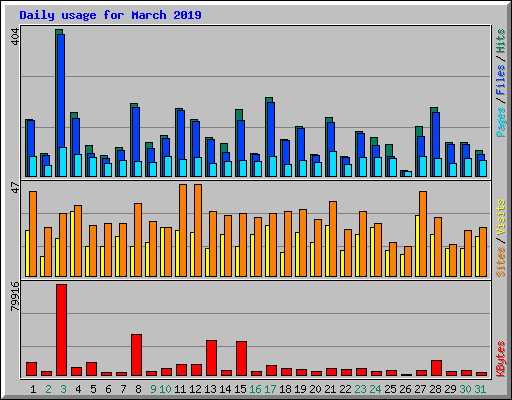 Daily usage for March 2019
404
Pages / Files / Hits
47
Sites / Visits
79916
KBytes
1 2 3 4 5 6 7 8 9 10 11 12 13 14 15 16 17 18 19 20 21 22 23 24 25 26 27 28 29 30 31